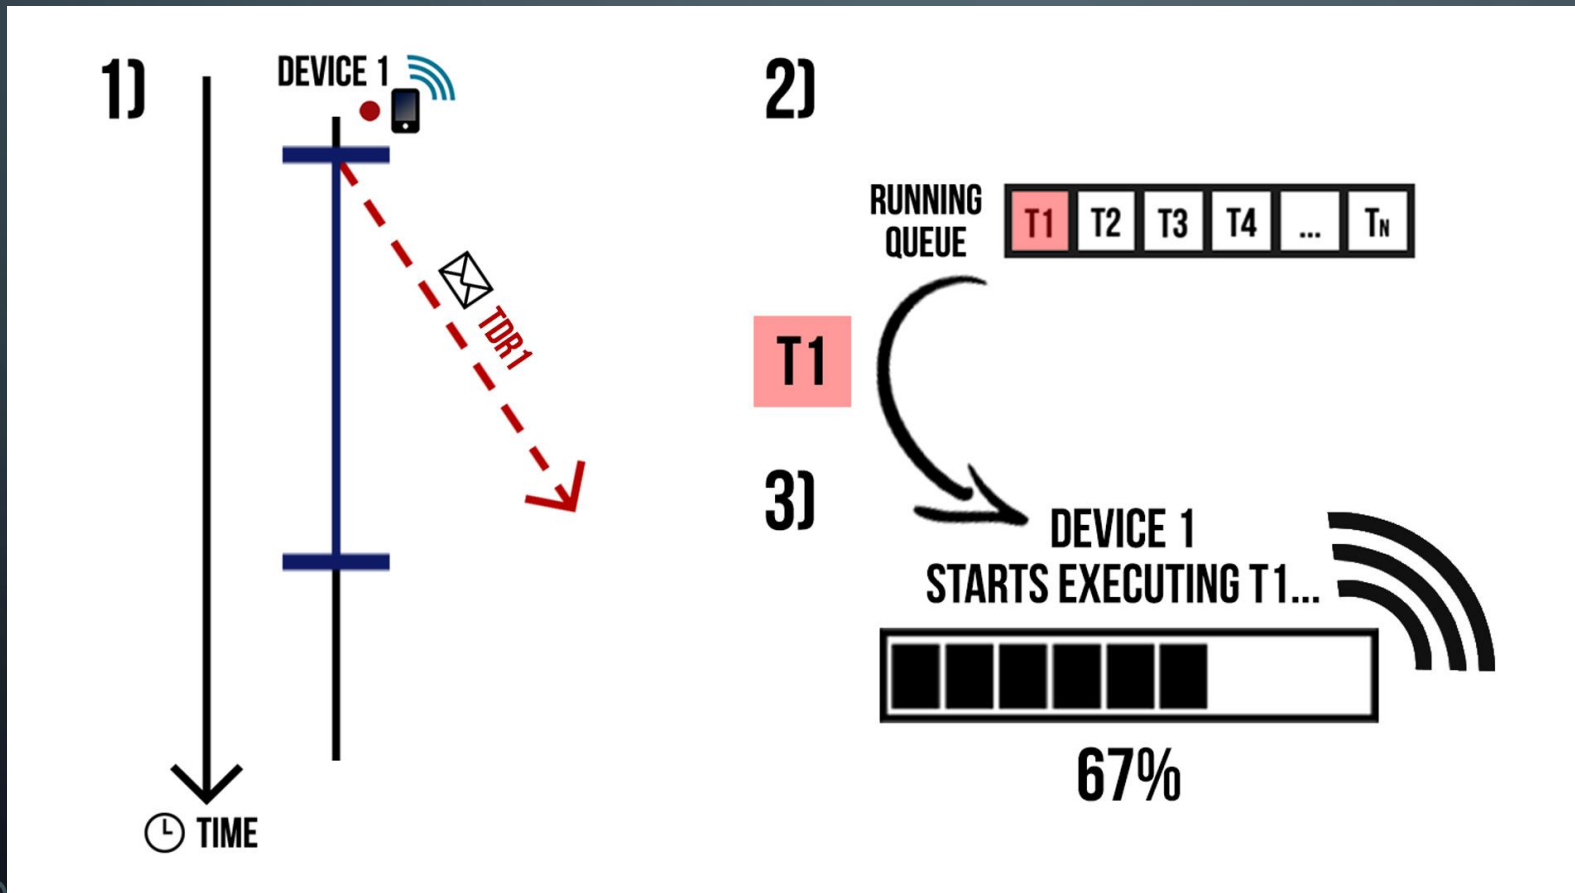 1)
DEVICE 1
TDR1
TIME
2)
RUNNING
QUEUE
T1 T2 T3 T4 ... TN
T1
3)
DEVICE 1
STARTS EXECUTING T1...
67%